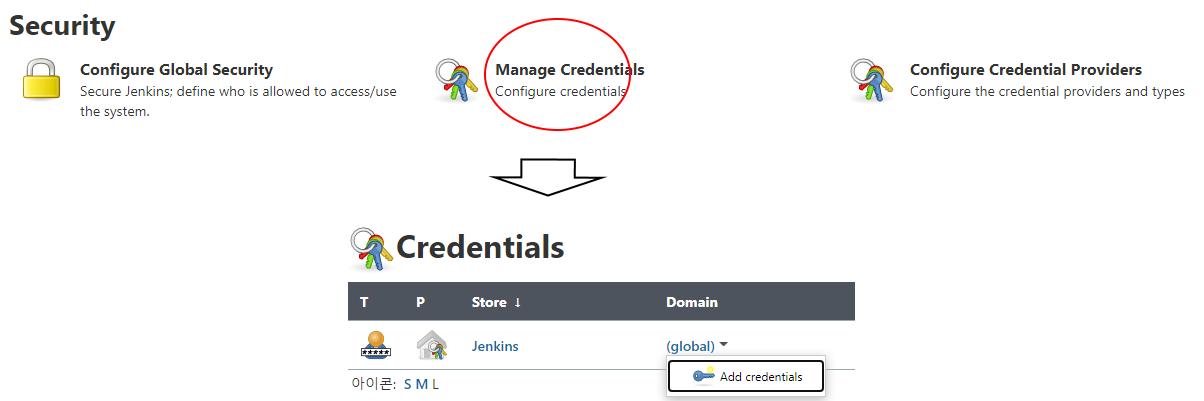 Security
Configure Global Security
Secure Jenkins; define who is allowed to access/use
the system.
Manage Credentials
Configure credentials
Configure Credential Providers
Configure the credential providers and types
Credentials
T P Store ↓ Domain
Jenkins (global)
Add credentials
아이콘: S M L